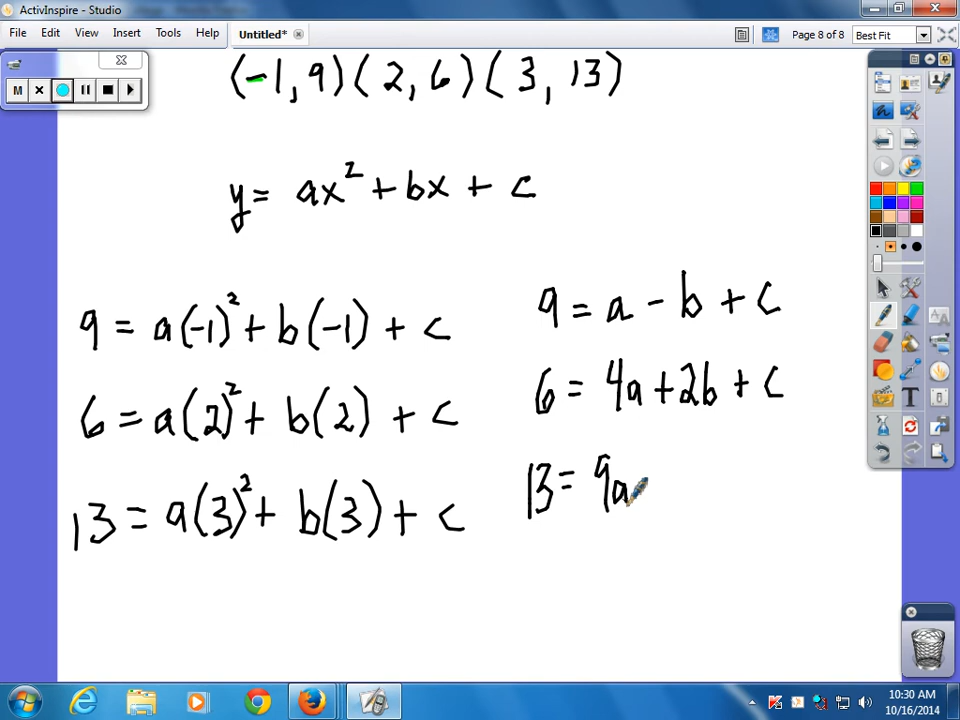 ActivInspire - Studio
File Edit View Insert Tools Help Untitled* Page 8 of 8 Best Fit
M
(-1, 9) (2, 6) (3, 13)
y = ax² + bx + c
9 = a(-1)² + b(-1) + c
6 = a(2)² + b(2) + c
13 = a(3)² + b(3) + c
9 = a - b + c
6 = 4a + 2b + c
13 = 9a
10:30 AM
10/16/2014